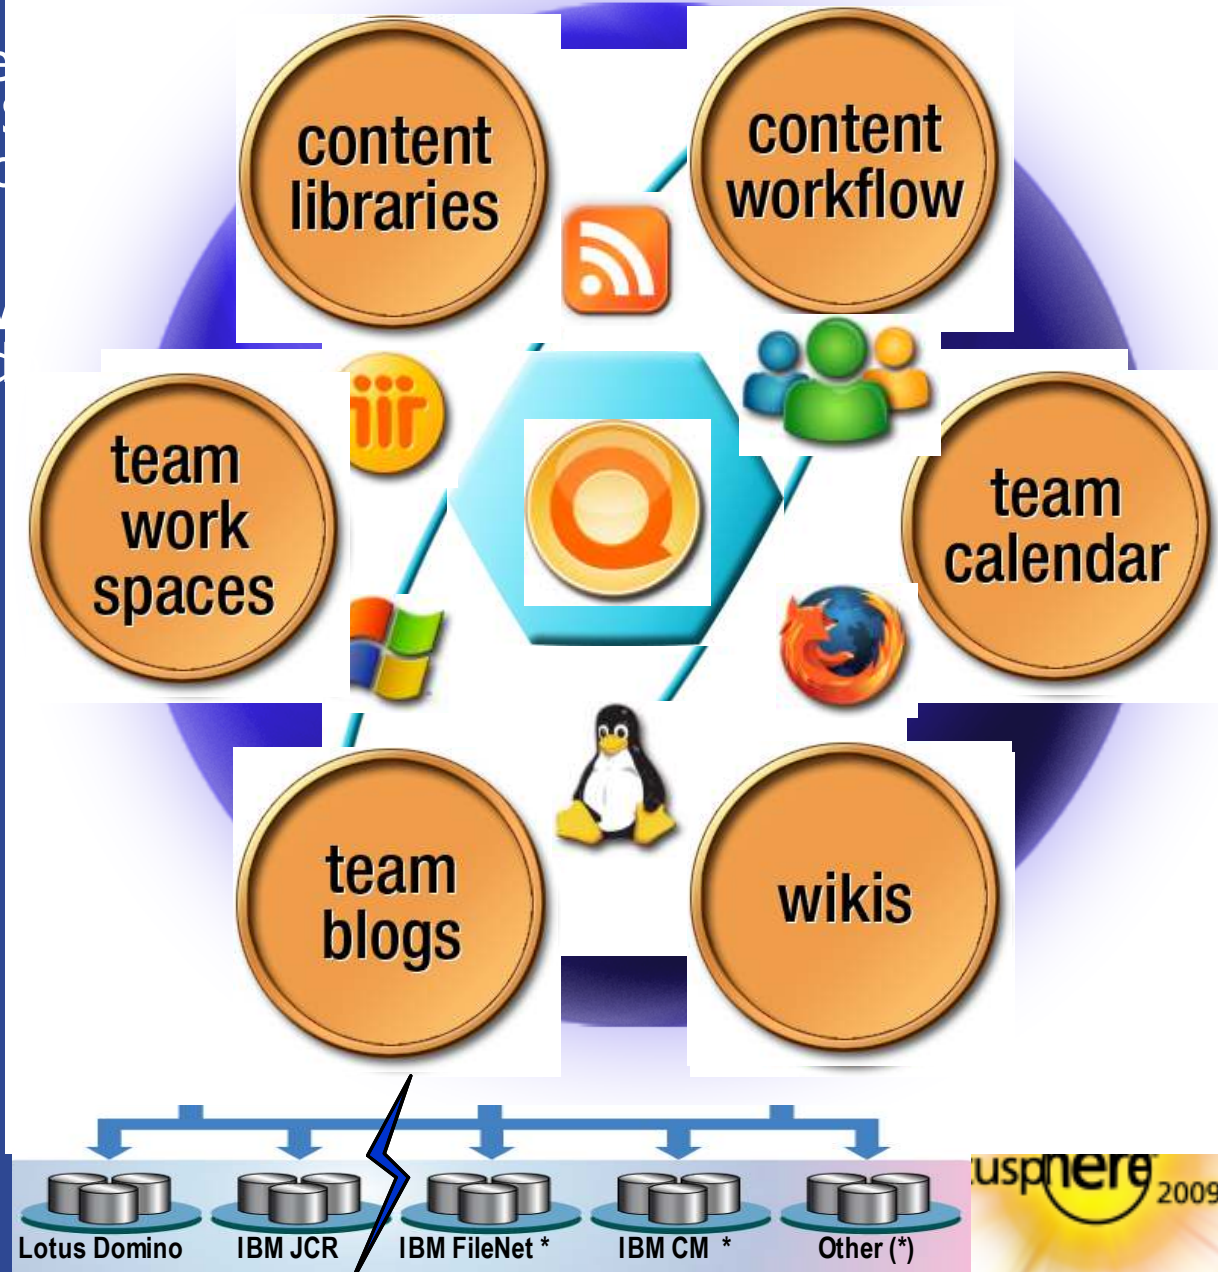 content
libraries
content
workflow
team
work
spaces
team
calendar
team
blogs
wikis
Lotus Domino
IBM JCR
IBM FileNet *
IBM CM *
Other (*)
2009